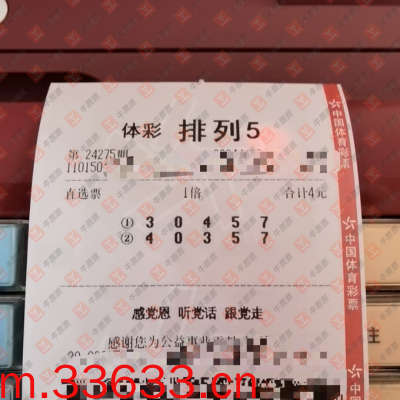 体彩 排列5
第 24275期
110150
直选票 1倍 合计4元
① 3 0 4 5 7
② 4 0 3 5 7
感党恩 听党话 跟党走
感谢您为公益事业
中国体育彩票
中国体育彩票
m.33633.com